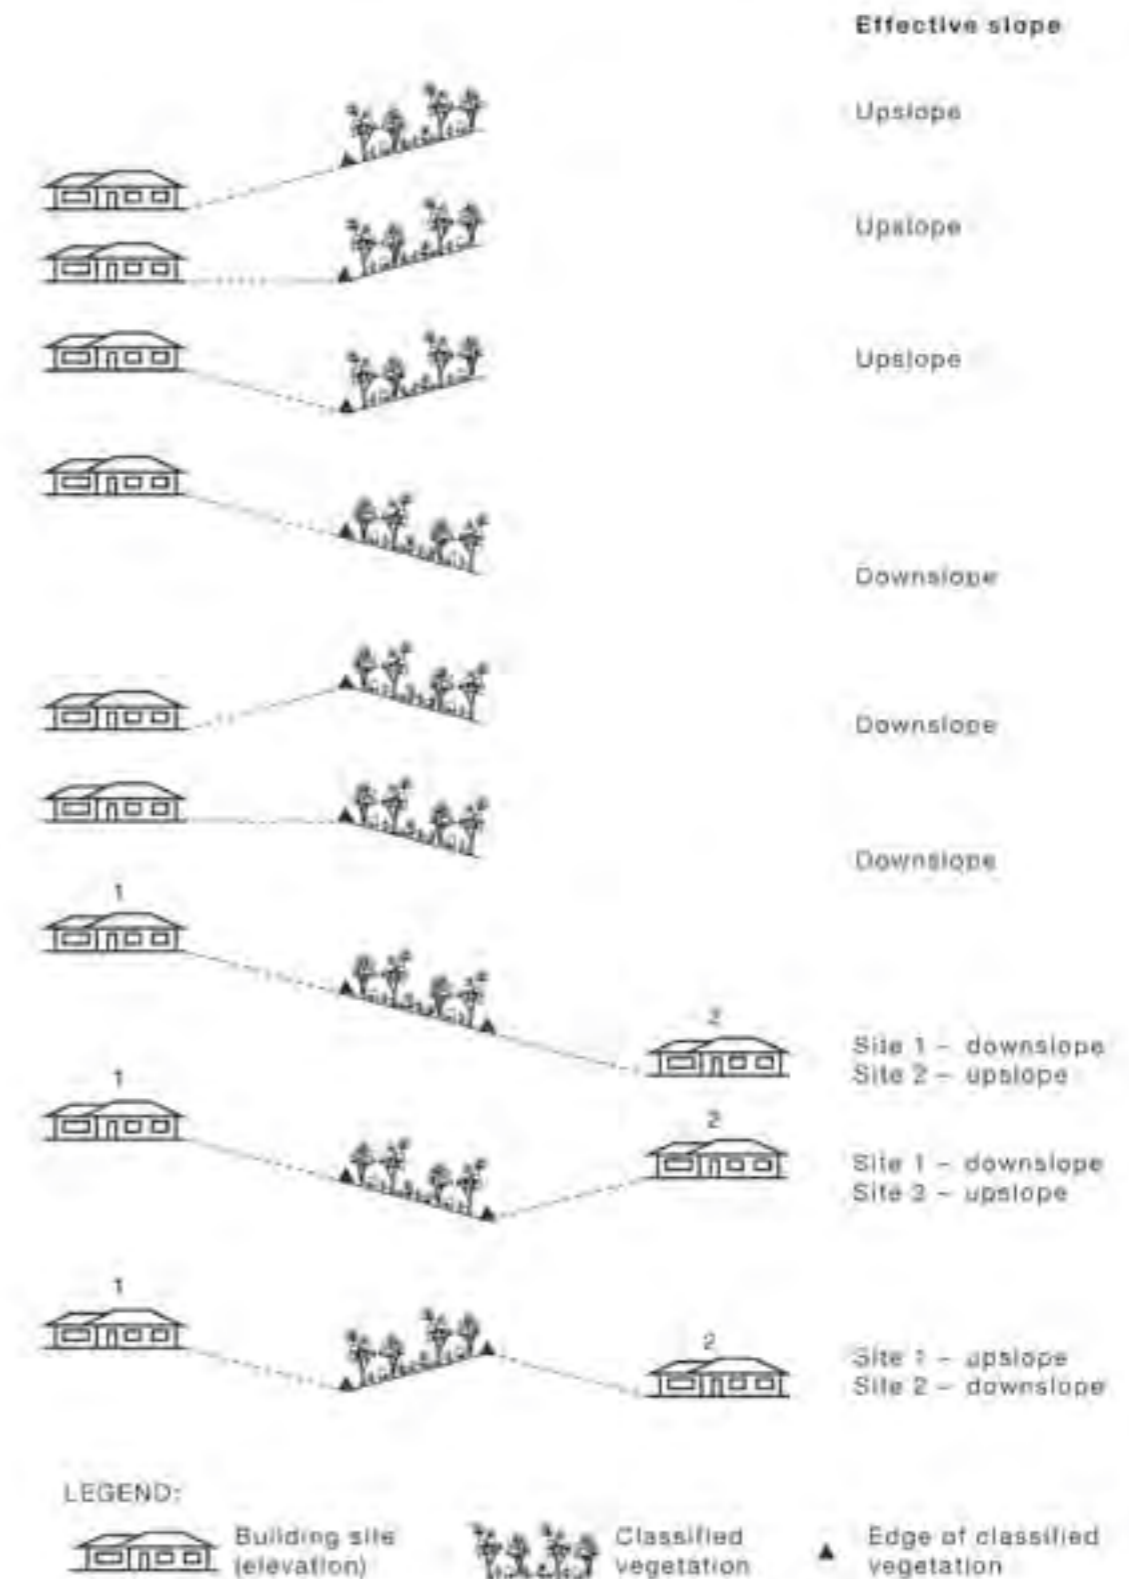 Effective slope
Upslope
Upslope
Upslope
Downslope
Downslope
Downslope
1
2
Site 1 – downslope
Site 2 – upslope
1
2
Site 1 – downslope
Site 2 – upslope
1
2
Site 1 – upslope
Site 2 – downslope
LEGEND:
Building site
(elevation)
Classified
vegetation
Edge of classified
vegetation